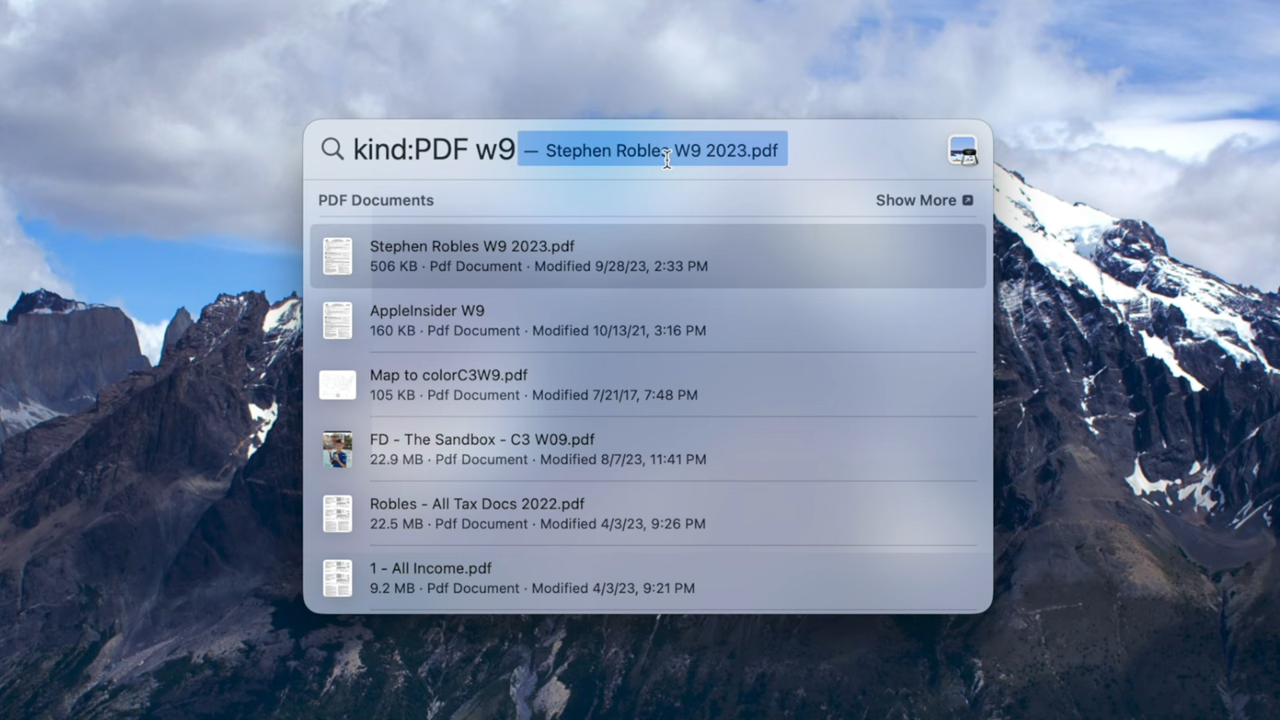 kind:PDF w9 — Stephen Robles W9 2023.pdf
PDF Documents Show More
Stephen Robles W9 2023.pdf
506 KB · Pdf Document · Modified 9/28/23, 2:33 PM
AppleInsider W9
160 KB · Pdf Document · Modified 10/13/21, 3:16 PM
Map to colorC3W9.pdf
105 KB · Pdf Document · Modified 7/21/17, 7:48 PM
FD - The Sandbox - C3 W09.pdf
22.9 MB · Pdf Document · Modified 8/7/23, 11:41 PM
Robles - All Tax Docs 2022.pdf
22.5 MB · Pdf Document · Modified 4/3/23, 9:26 PM
1 - All Income.pdf
9.2 MB · Pdf Document · Modified 4/3/23, 9:21 PM